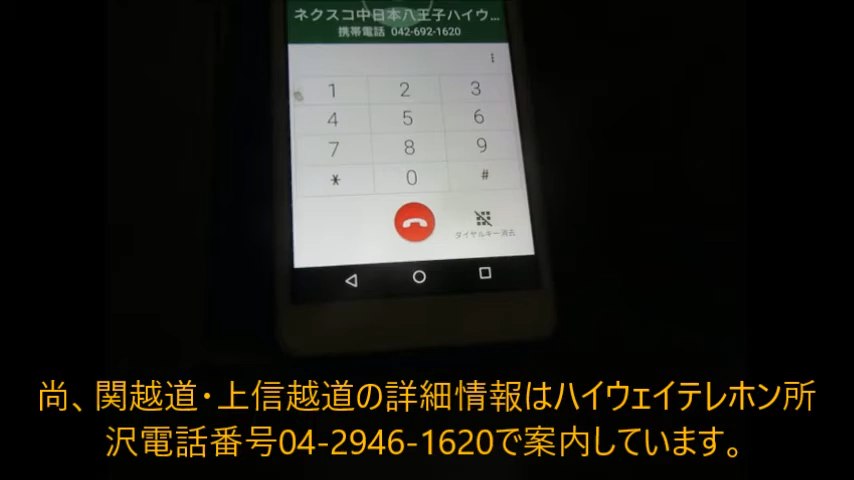 ネクスコ中日本八王子ハイウ...
携帯電話 042-692-1620
1 2 3
4 5 6
7 8 9
* 0 #
ダイヤルキー消去
尚、関越道・上信越道の詳細情報はハイウェイテレホン所
沢電話番号04-2946-1620で案内しています。